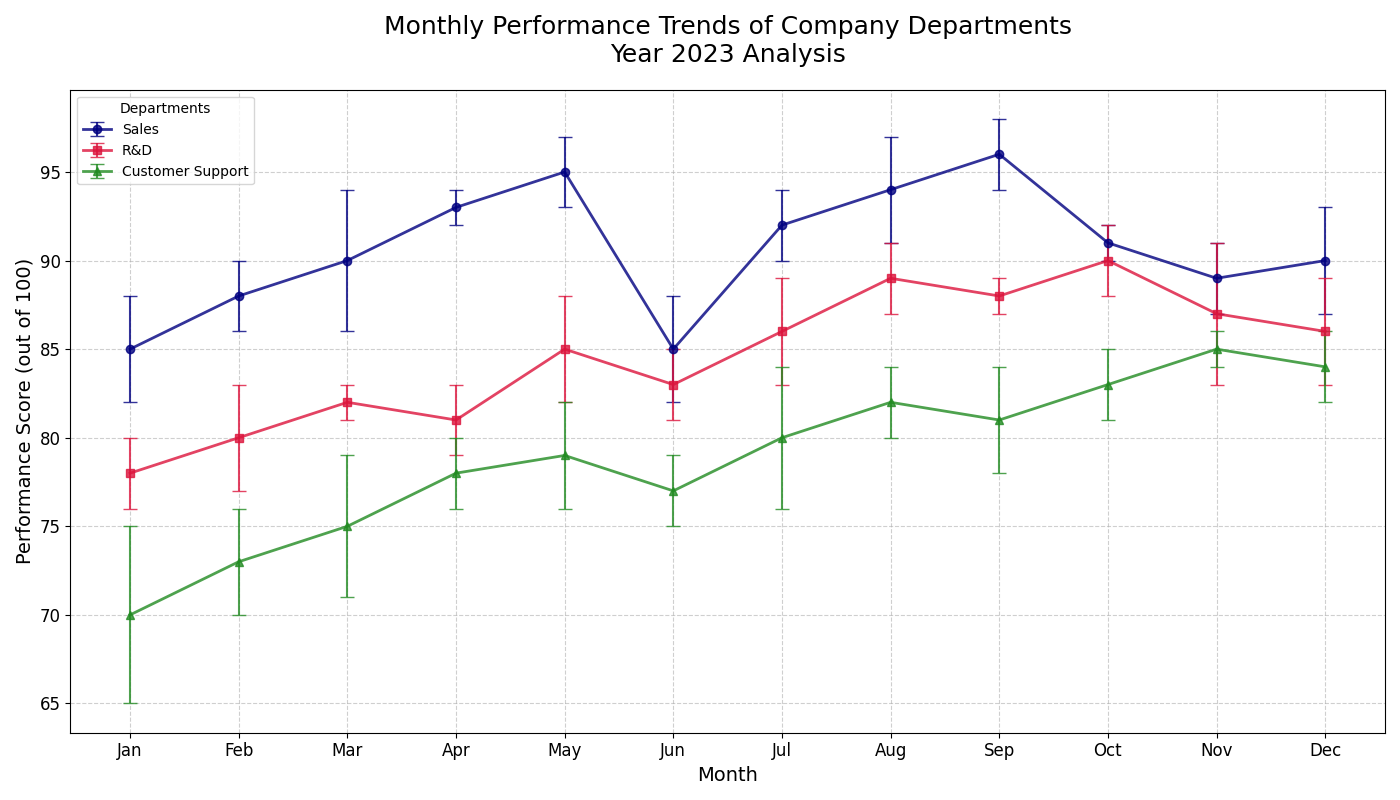 Monthly Performance Trends of Company Departments
Year 2023 Analysis
Departments
Sales
R&D
Customer Support
Performance Score (out of 100)
95
90
85
80
75
70
65
Jan Feb Mar Apr May Jun Jul Aug Sep Oct Nov Dec
Month